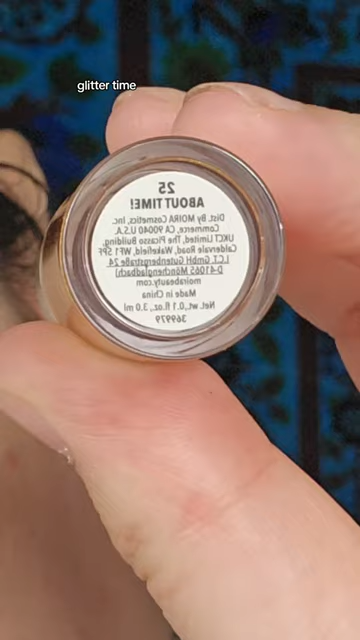 glitter time
25
ABOUT TIME!
Dist. By MOIRA Cosmetics, Inc.
Commerce, CA 90040 U.S.A.
UKCI Limited, The Picasso Building,
Caldervale Road, Wakefield, WF1 5PF
I.C.T. GmbH Gutenbergstraße 24
D-41065 Mönchengladbach
moirabeauty.com
Made in China
Net wt. 0.1 fl.oz., 3.0 ml
369979